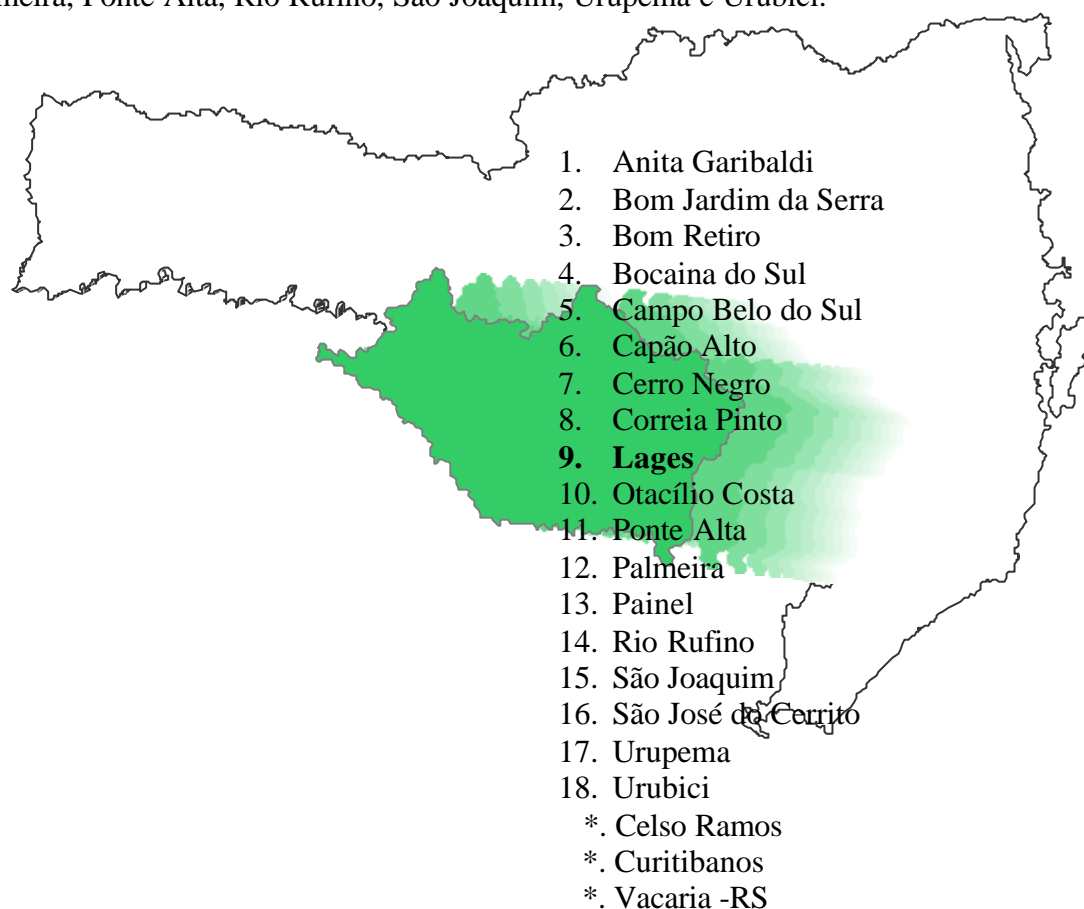 Ponte Alta, Rio Rufino, São Joaquim, Urupema e Urubici.
1. Anita Garibaldi
2. Bom Jardim da Serra
3. Bom Retiro
4. Bocaina do Sul
5. Campo Belo do Sul
6. Capão Alto
7. Cerro Negro
8. Correia Pinto
9. Lages
10. Otacílio Costa
11. Ponte Alta
12. Palmeira
13. Painel
14. Rio Rufino
15. São Joaquim
16. São José do Cerrito
17. Urupema
18. Urubici
*. Celso Ramos
*. Curitibanos
*. Vacaria -RS